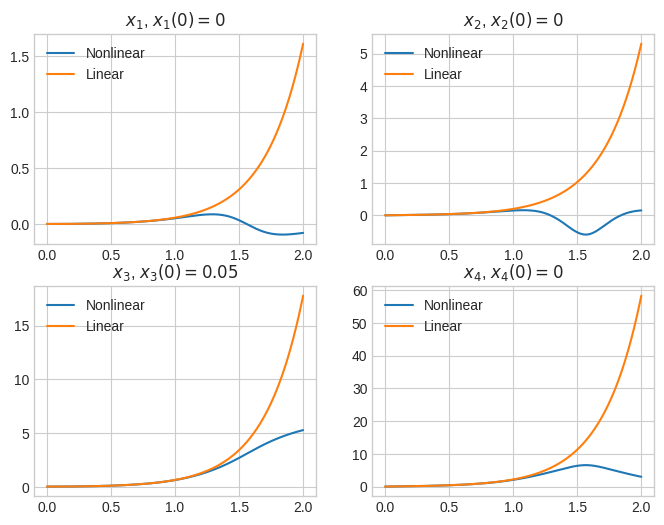 x₁, x₁(0) = 0
Nonlinear
Linear
1.5
1.0
0.5
0.0
0.0 0.5 1.0 1.5 2.0
x₂, x₂(0) = 0
Nonlinear
Linear
5
4
3
2
1
0
0.0 0.5 1.0 1.5 2.0
x₃, x₃(0) = 0.05
Nonlinear
Linear
15
10
5
0
0.0 0.5 1.0 1.5 2.0
x₄, x₄(0) = 0
Nonlinear
Linear
60
50
40
30
20
10
0
0.0 0.5 1.0 1.5 2.0